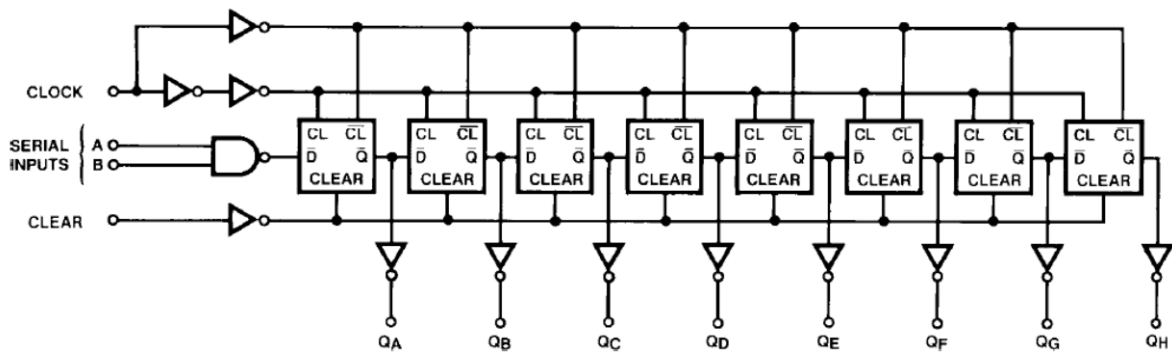 CLOCK
SERIAL INPUTS
A
B
CLEAR
CL C̅L̅
D̅ Q̅
CLEAR
CL C̅L̅
D̅ Q̅
CLEAR
CL C̅L̅
D̅ Q̅
CLEAR
CL C̅L̅
D̅ Q̅
CLEAR
CL C̅L̅
D̅ Q̅
CLEAR
CL C̅L̅
D̅ Q̅
CLEAR
CL C̅L̅
D̅ Q̅
CLEAR
CL C̅L̅
D̅ Q̅
CLEAR
QA QB QC QD QE QF QG QH